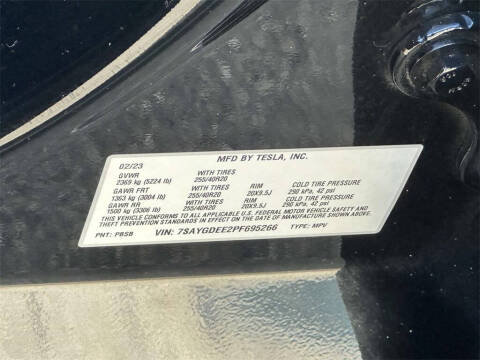 MFD BY TESLA, INC.
02/23
GVWR WITH TIRES
2369 kg (5224 lb) 255/40R20
GAWR FRT WITH TIRES RIM COLD TIRE PRESSURE
1363 kg (3004 lb) 255/40R20 20X9.5J 290 kPa, 42 psi
GAWR RR WITH TIRES RIM COLD TIRE PRESSURE
1500 kg (3306 lb) 255/40R20 20X9.5J 290 kPa, 42 psi
THIS VEHICLE CONFORMS TO ALL APPLICABLE U.S. FEDERAL MOTOR VEHICLE SAFETY AND
THEFT PREVENTION STANDARDS IN EFFECT ON THE DATE OF MANUFACTURE SHOWN ABOVE.
PNT: PBSB VIN: 7SAYGDEE2PF695266 TYPE: MPV